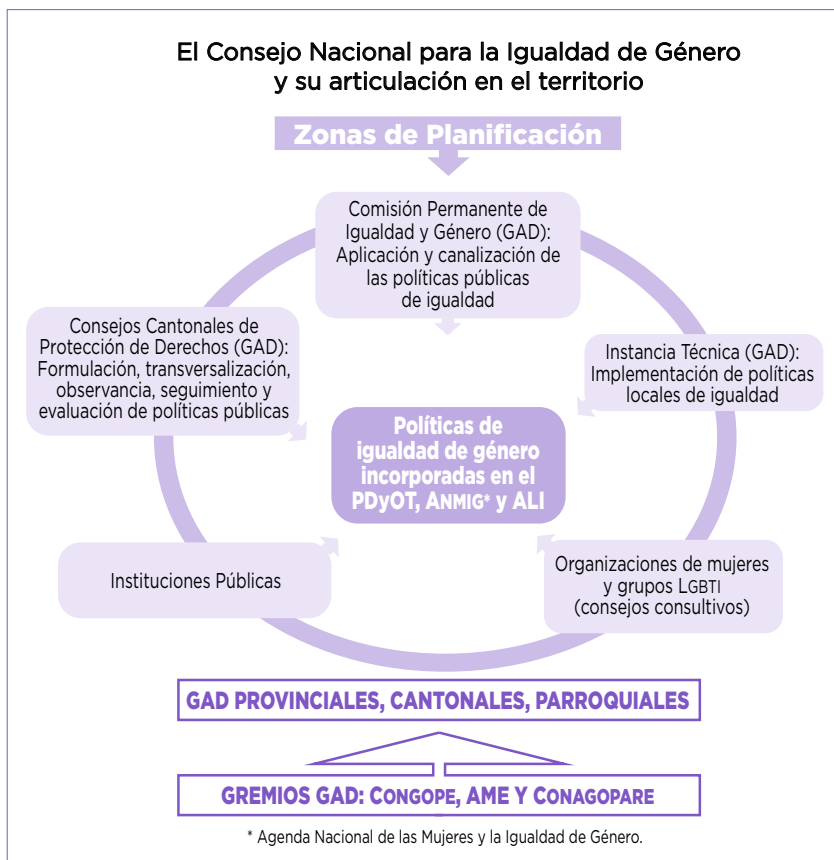 El Consejo Nacional para la Igualdad de Género
y su articulación en el territorio
Zonas de Planificación
Comisión Permanente de
Igualdad y Género (GAD):
Aplicación y canalización de
las políticas públicas
de igualdad
Consejos Cantonales de
Protección de Derechos (GAD):
Formulación, transversalización,
observancia, seguimiento y
evaluación de políticas públicas
Instancia Técnica (GAD):
Implementación de políticas
locales de igualdad
Políticas de
igualdad de género
incorporadas en el
PDyOT, ANMIG* y ALI
Instituciones Públicas
Organizaciones de mujeres
y grupos LGBTI
(consejos consultivos)
GAD PROVINCIALES, CANTONALES, PARROQUIALES
GREMIOS GAD: CONGOPE, AME Y CONAGOPARE
* Agenda Nacional de las Mujeres y la Igualdad de Género.